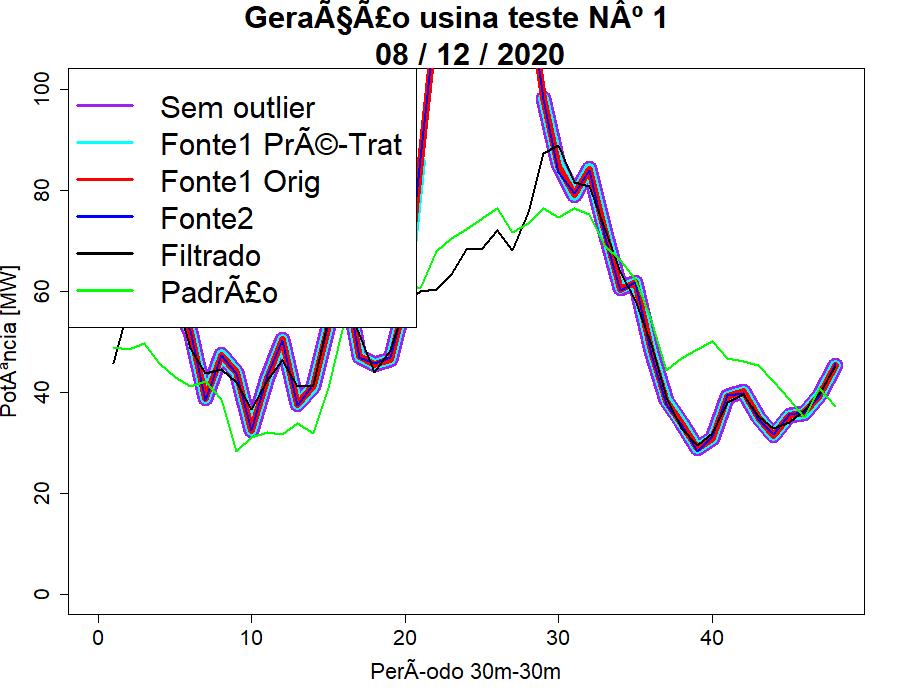 GeraÃ§Ã£o usina teste NÂº 1
08 / 12 / 2020
Sem outlier
Fonte1 PrÃ©-Trat
Fonte1 Orig
Fonte2
Filtrado
PadrÃ£o
PotÃªncia [MW]
100
80
60
40
20
0
0 10 20 30 40
PerÃ-odo 30m-30m